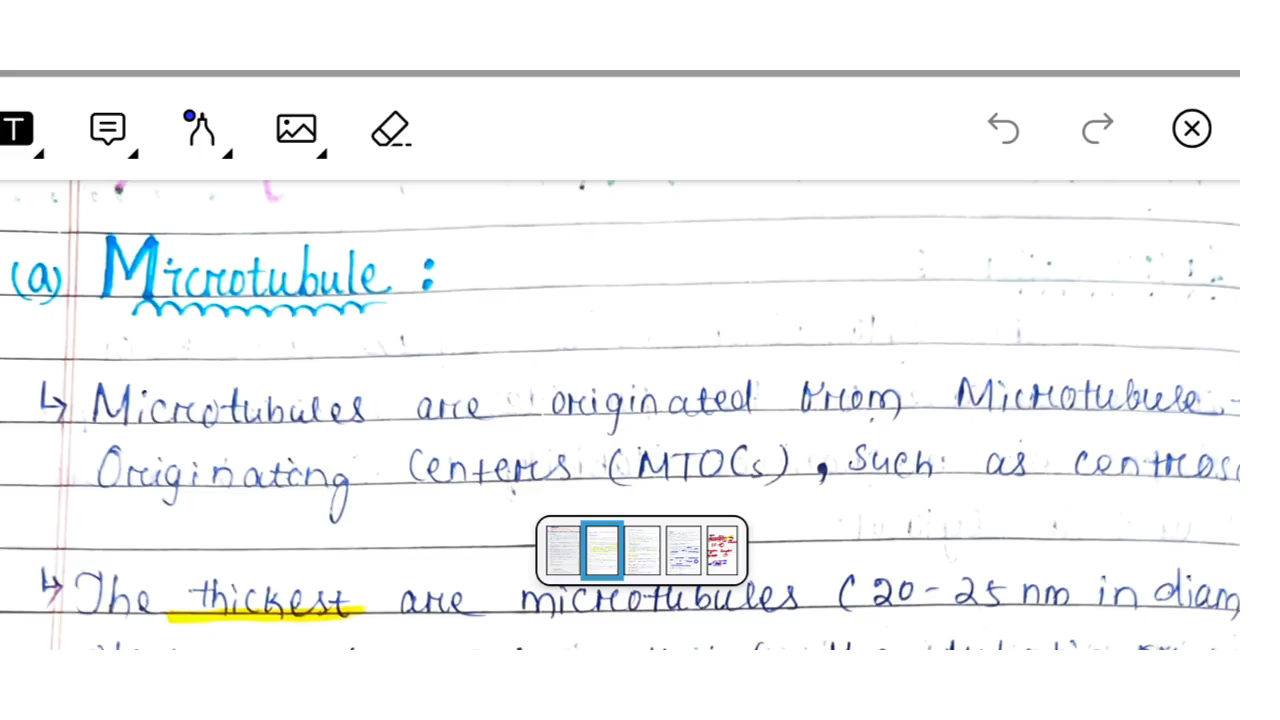 T
(a) Microtubule :
↳ Microtubules are originated from Microtubule -
Originating Centers (MTOCs), such as centros
↳ The thickest are microtubules (20-25 nm in diam